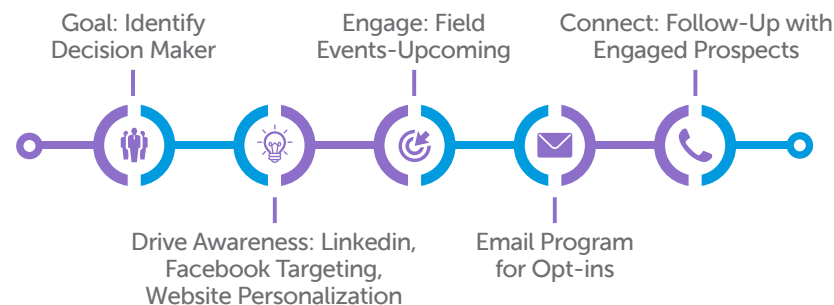 Goal: Identify
Decision Maker
Engage: Field
Events-Upcoming
Connect: Follow-Up with
Engaged Prospects
Drive Awareness: Linkedin,
Facebook Targeting,
Website Personalization
Email Program
for Opt-ins